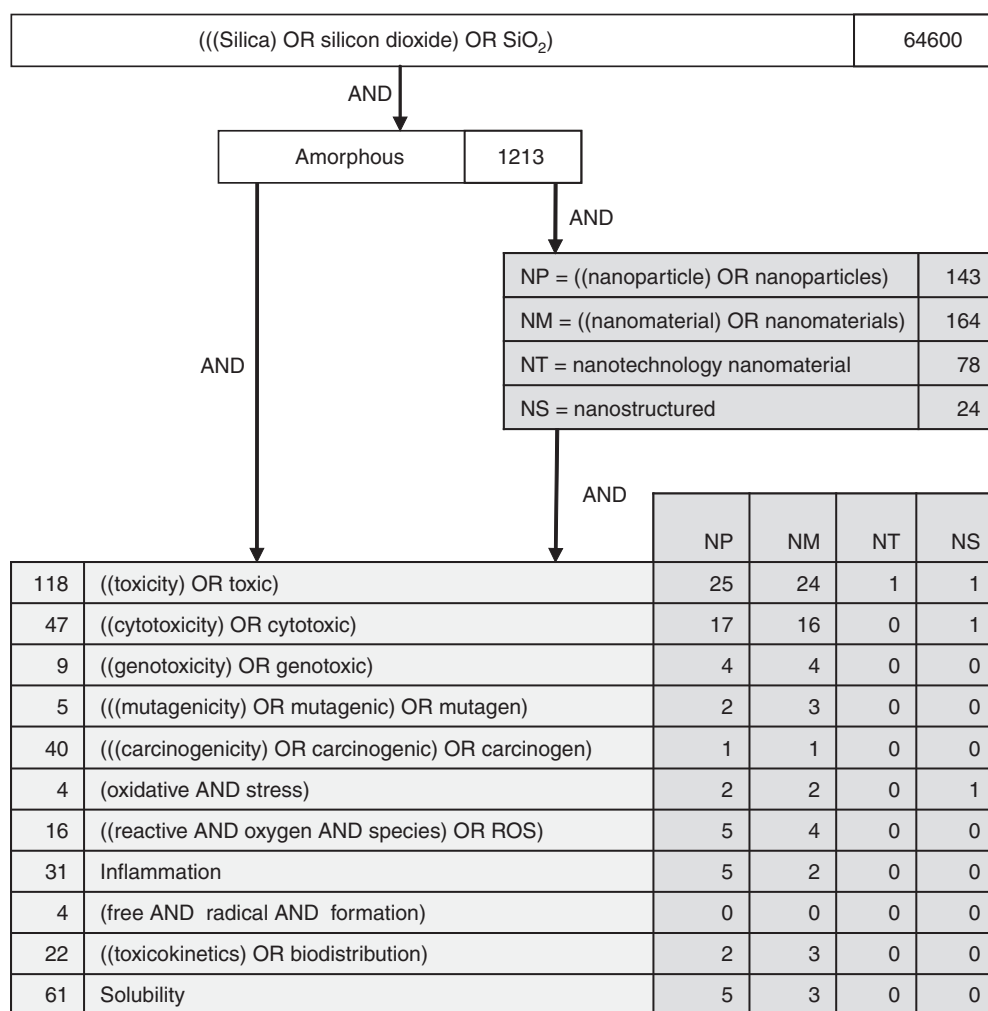 (((Silica) OR silicon dioxide) OR SiO₂) 64600
AND
Amorphous 1213
AND
NP = ((nanoparticle) OR nanoparticles) 143
NM = ((nanomaterial) OR nanomaterials) 164
AND
NT = nanotechnology nanomaterial 78
NS = nanostructured 24
AND
NP NM NT NS
118 ((toxicity) OR toxic) 25 24 1 1
47 ((cytotoxicity) OR cytotoxic) 17 16 0 1
9 ((genotoxicity) OR genotoxic) 4 4 0 0
5 (((mutagenicity) OR mutagenic) OR mutagen) 2 3 0 0
40 (((carcinogenicity) OR carcinogenic) OR carcinogen) 1 1 0 0
4 (oxidative AND stress) 2 2 0 1
16 ((reactive AND oxygen AND species) OR ROS) 5 4 0 0
31 Inflammation 5 2 0 0
4 (free AND radical AND formation) 0 0 0 0
22 ((toxicokinetics) OR biodistribution) 2 3 0 0
61 Solubility 5 3 0 0